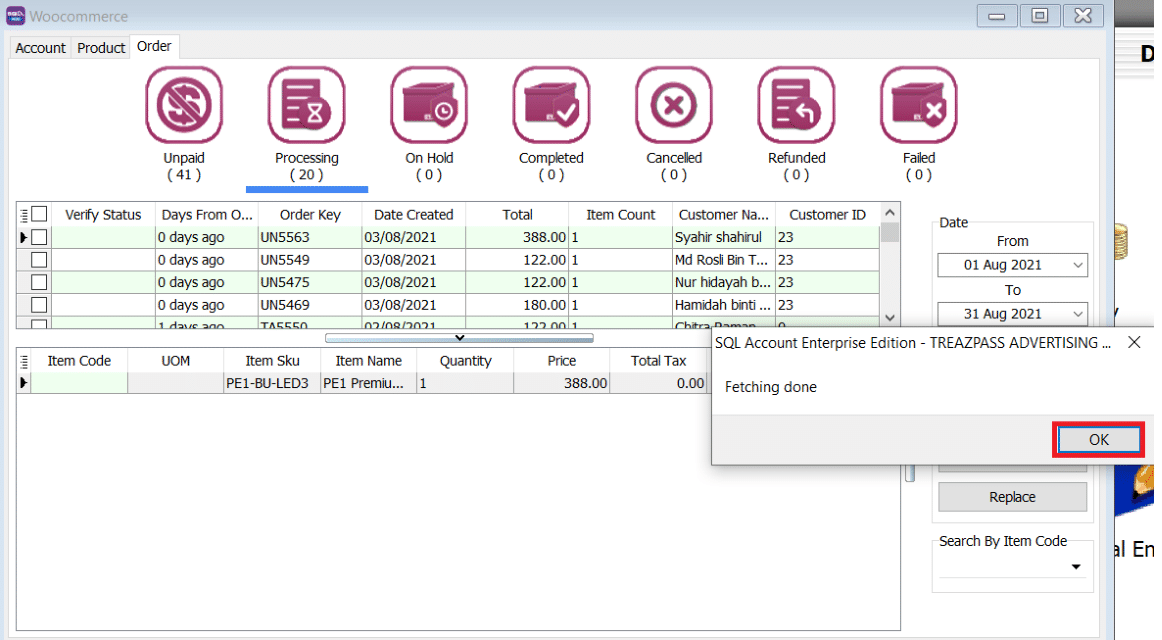 Woocommerce
Account Product Order
Unpaid Processing On Hold Completed Cancelled Refunded Failed
( 41 ) ( 20 ) ( 0 ) ( 0 ) ( 0 ) ( 0 ) ( 0 )
Verify Status Days From O... Order Key Date Created Total Item Count Customer Na... Customer ID
0 days ago UN5563 03/08/2021 388.00 1 Syahir shahirul 23
0 days ago UN5549 03/08/2021 122.00 1 Md Rosli Bin T... 23
0 days ago UN5475 03/08/2021 122.00 1 Nur hidayah b... 23
0 days ago UN5469 03/08/2021 180.00 1 Hamidah binti ... 23
1 days ago TA5550 02/08/2021 122.00 1 Chitra Raman
Date
From
01 Aug 2021
To
31 Aug 2021
Item Code UOM Item Sku Item Name Quantity Price Total Tax
PE1-BU-LED3 PE1 Premiu... 1 388.00 0.00
SQL Account Enterprise Edition - TREAZPASS ADVERTISING ...
Fetching done
OK
Replace
Search By Item Code